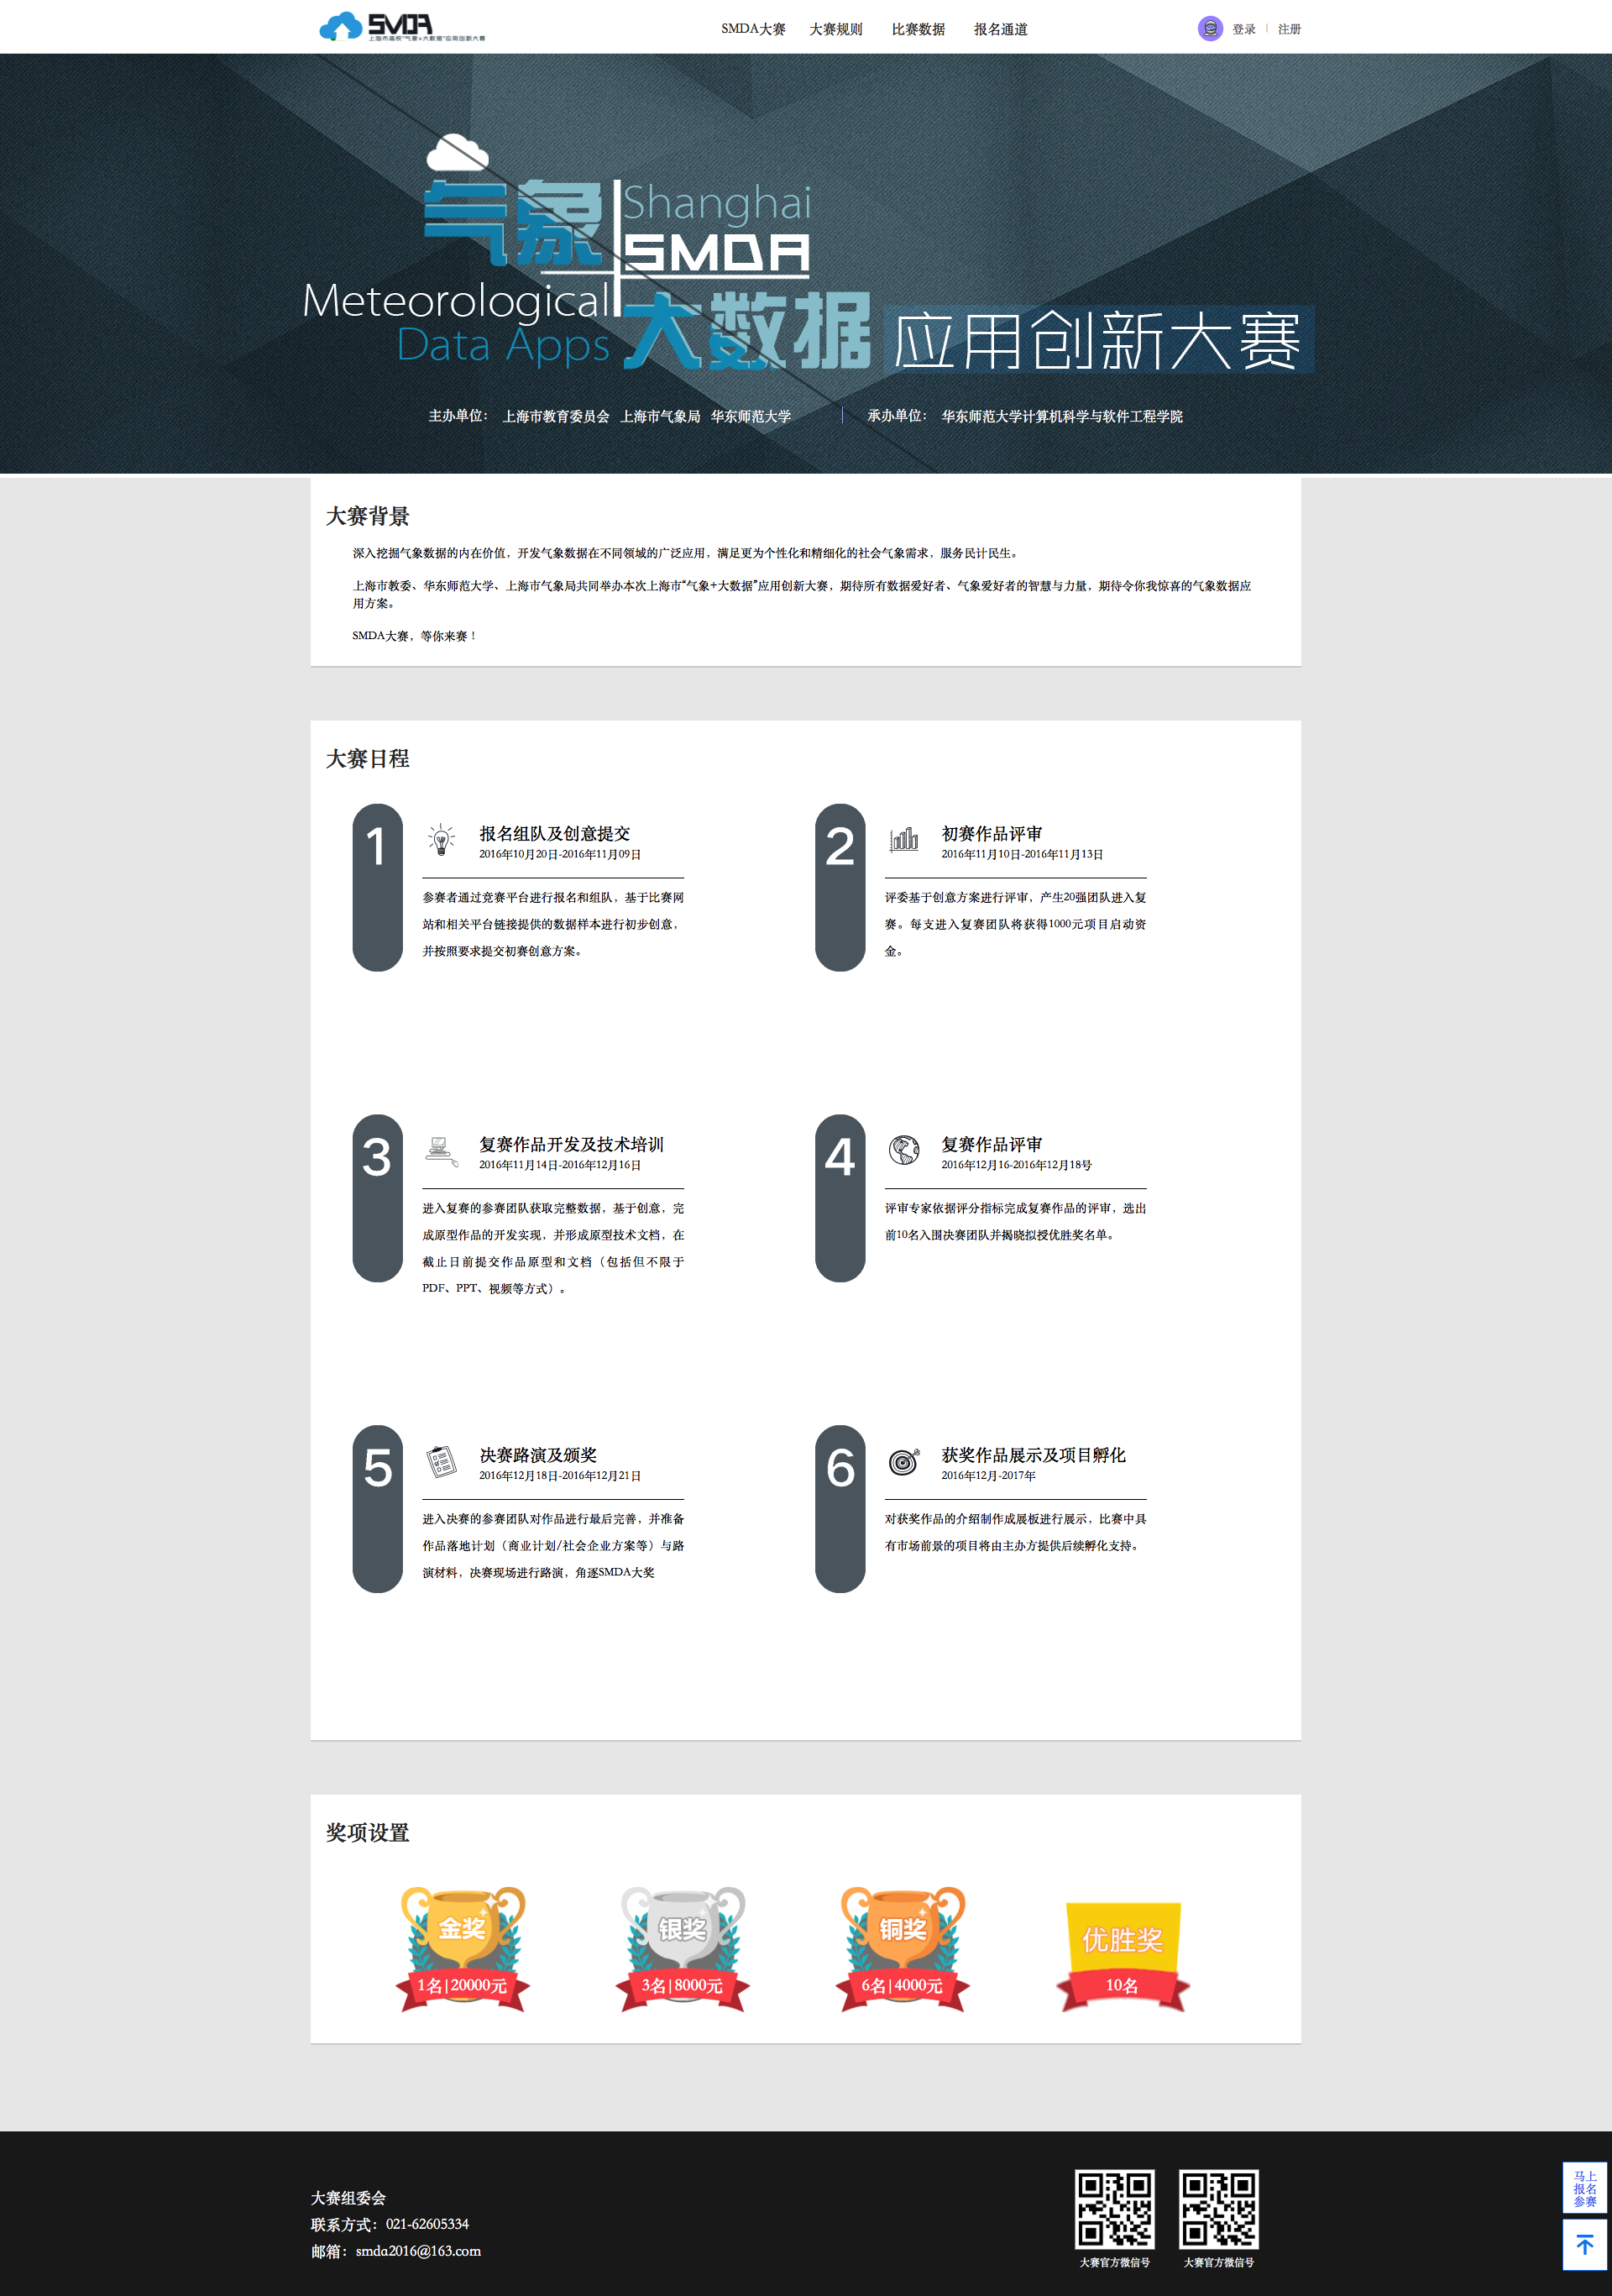 SMDA
上海市高校"气象+大数据"应用创新大赛
SMDA大赛 大赛规则 比赛数据 报名通道
登录 | 注册
气象 Shanghai
SMDA
Meteorological
Data Apps 大数据 应用创新大赛
主办单位： 上海市教育委员会 上海市气象局 华东师范大学 | 承办单位： 华东师范大学计算机科学与软件工程学院
大赛背景
深入挖掘气象数据的内在价值，开发气象数据在不同领域的广泛应用，满足更为个性化和精细化的社会气象需求，服务民计民生。
上海市教委、华东师范大学、上海市气象局共同举办本次上海市“气象+大数据”应用创新大赛，期待所有数据爱好者、气象爱好者的智慧与力量，期待令你我惊喜的气象数据应
用方案。
SMDA大赛，等你来赛！
大赛日程
1
报名组队及创意提交
2016年10月20日-2016年11月09日
参赛者通过竞赛平台进行报名和组队，基于比赛网
站和相关平台链接提供的数据样本进行初步创意，
并按照要求提交初赛创意方案。
2
初赛作品评审
2016年11月10日-2016年11月13日
评委基于创意方案进行评审，产生20强团队进入复
赛。每支进入复赛团队将获得1000元项目启动资
金。
3
复赛作品开发及技术培训
2016年11月14日-2016年12月16日
进入复赛的参赛团队获取完整数据，基于创意，完
成原型作品的开发实现，并形成原型技术文档，在
截止日前提交作品原型和文档（包括但不限于
PDF、PPT、视频等方式）。
4
复赛作品评审
2016年12月16-2016年12月18号
评审专家依据评分指标完成复赛作品的评审，选出
前10名入围决赛团队并揭晓拟授优胜奖名单。
5
决赛路演及颁奖
2016年12月18日-2016年12月21日
进入决赛的参赛团队对作品进行最后完善，并准备
作品落地计划（商业计划/社会企业方案等）与路
演材料，决赛现场进行路演，角逐SMDA大奖
6
获奖作品展示及项目孵化
2016年12月-2017年
对获奖作品的介绍制作成展板进行展示，比赛中具
有市场前景的项目将由主办方提供后续孵化支持。
奖项设置
金奖
1名|20000元
银奖
3名|8000元
铜奖
6名|4000元
优胜奖
10名
大赛组委会
联系方式：021-62605334
邮箱：smda2016@163.com
大赛官方微信号 大赛官方微信号
马上
报名
参赛